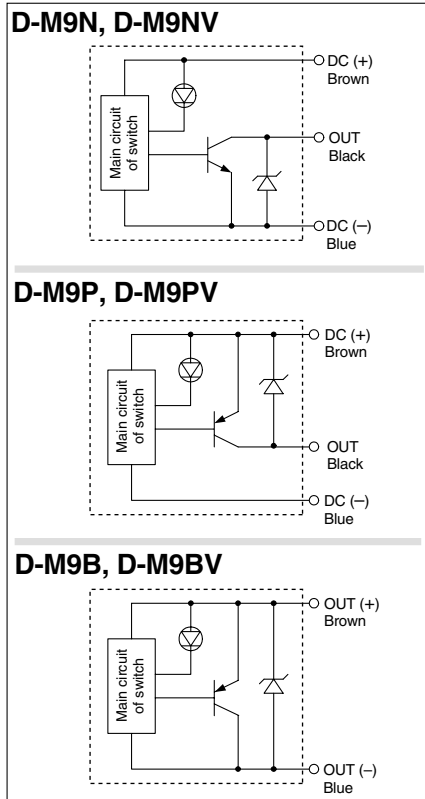 D-M9N, D-M9NV
DC (+)
Brown
Main circuit
of switch
OUT
Black
DC (–)
Blue
D-M9P, D-M9PV
DC (+)
Brown
Main circuit
of switch
OUT
Black
DC (–)
Blue
D-M9B, D-M9BV
OUT (+)
Brown
Main circuit
of switch
OUT (–)
Blue